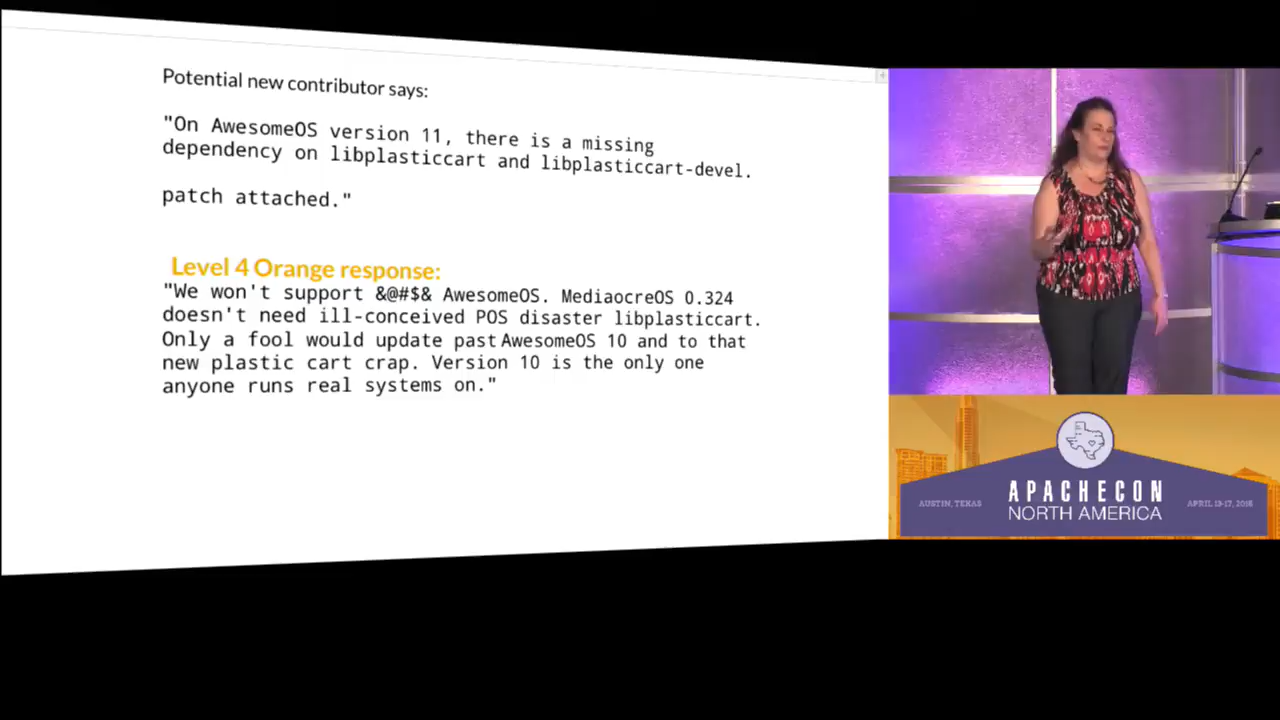 Potential new contributor says:
"On AwesomeOS version 11, there is a missing
dependency on libplasticcart and libplasticcart-devel.
patch attached."
Level 4 Orange response:
"We won't support &@#$& AwesomeOS. MediaocreOS 0.324
doesn't need ill-conceived POS disaster libplasticcart.
Only a fool would update past AwesomeOS 10 and to that
new plastic cart crap. Version 10 is the only one
anyone runs real systems on."
APACHECON
NORTH AMERICA
AUSTIN, TEXAS
APRIL 13-17, 2015